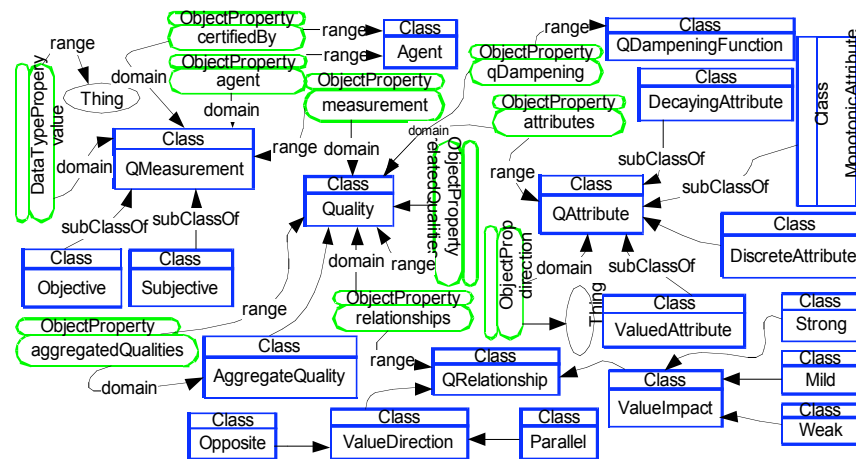 ObjectProperty
certifiedBy
range
Class
Agent
ObjectProperty
agent
range
domain
domain
ObjectProperty
measurement
range
domain
ObjectProperty
qDampening
range
Class
QDampeningFunction
domain
ObjectProperty
attributes
range
Class
DecayingAttribute
subClassOf
Class
MonotonicAttribute
subClassOf
range
Thing
DataTypeProperty
value
domain
Class
QMeasurement
subClassOf
subClassOf
Class
Objective
Class
Subjective
Class
Quality
ObjectProperty
relatedQualifier
range
domain
Class
QAttribute
ObjectProp
direction
domain
Thing
subClassOf
Class
DiscreteAttribute
Class
ValuedAttribute
ObjectProperty
relationships
range
range
ObjectProperty
aggregatedQualities
domain
Class
AggregateQuality
Class
QRelationship
Class
ValueImpact
Class
Strong
Class
Mild
Class
Weak
Class
Opposite
Class
ValueDirection
Class
Parallel